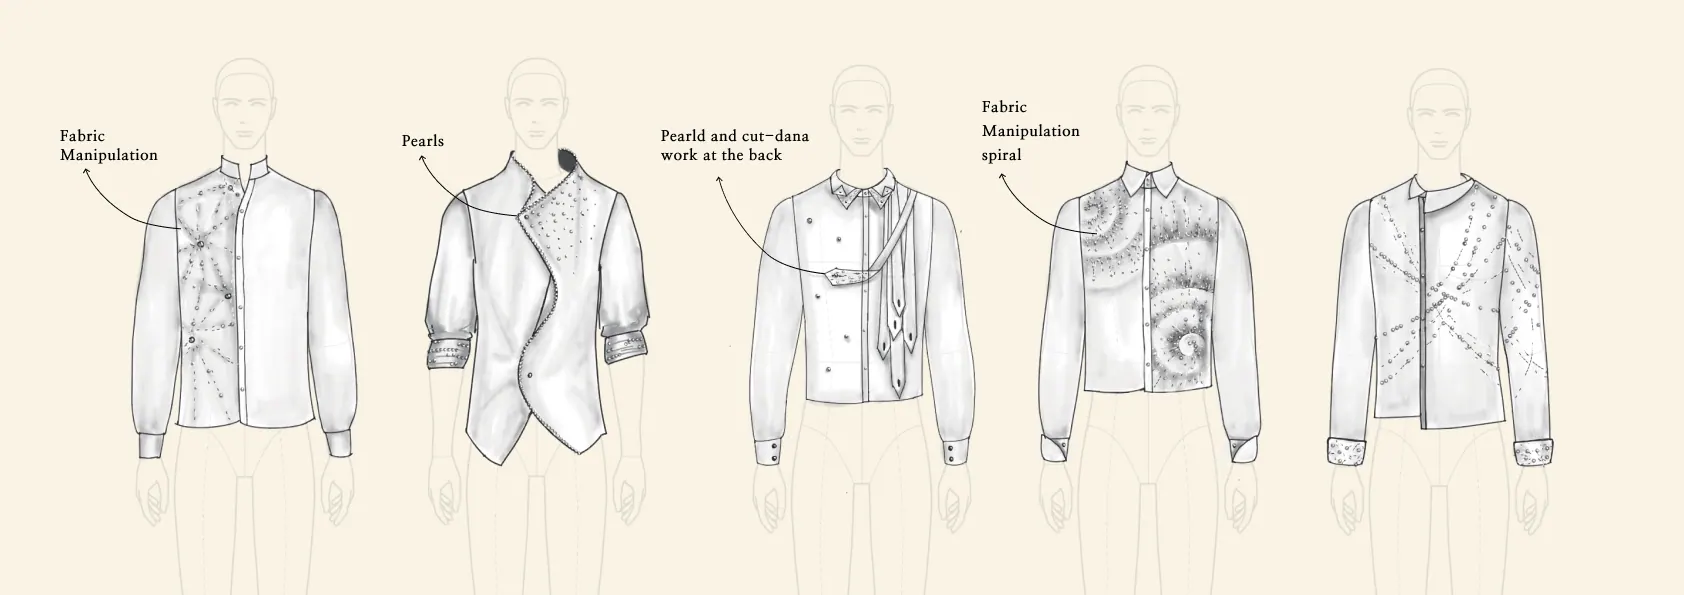 Fabric
Manipulation
Pearls
Pearld and cut-dana
work at the back
Fabric
Manipulation
spiral